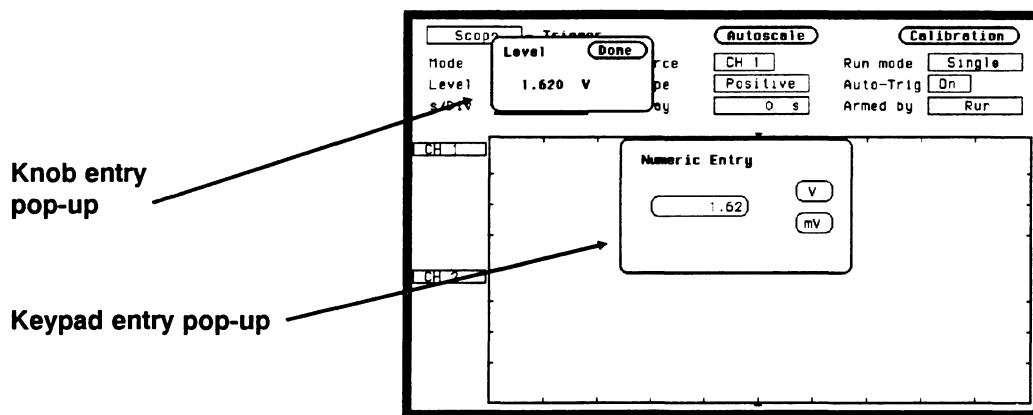 Scope Trigger Autoscale Calibration
Level Done
Mode rce CH 1 Run mode Single
Level 1.620 V pe Positive Auto-Trig On
s/Div ay 0 s Armed by Run
CH 1
Numeric Entry
V
1.62
mV
Knob entry
pop-up
CH 2
Keypad entry pop-up